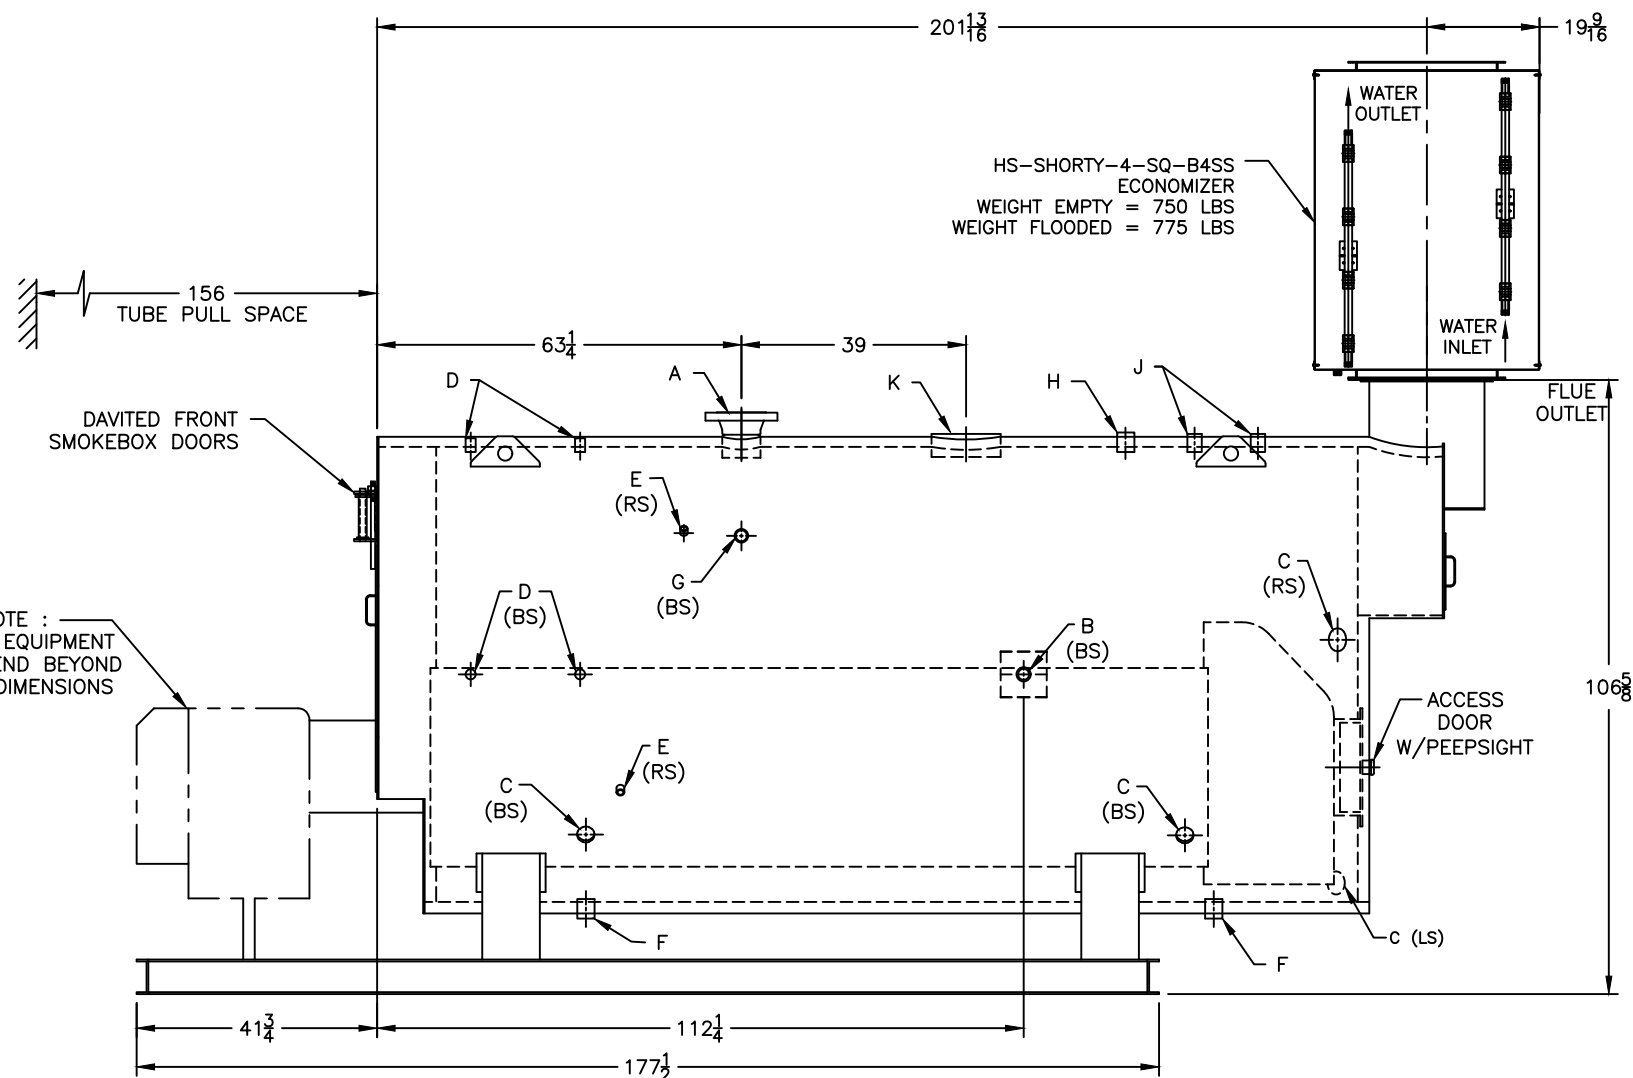 201 13/16
19 9/16
WATER
OUTLET
HS-SHORTY-4-SQ-B4SS
ECONOMIZER
WEIGHT EMPTY = 750 LBS
WEIGHT FLOODED = 775 LBS
156
TUBE PULL SPACE
WATER
INLET
63 1/4
39
D
A
K
H
J
FLUE
OUTLET
DAVITED FRONT
SMOKEBOX DOORS
E
(RS)
G
(BS)
C
(RS)
D
(BS)
B
(BS)
OTE :
EQUIPMENT
END BEYOND
DIMENSIONS
106 5/8
ACCESS
DOOR
W/PEEPSIGHT
E
(RS)
C
(BS)
C
(BS)
F
F
C (LS)
41 3/4
112 1/4
177 1/2